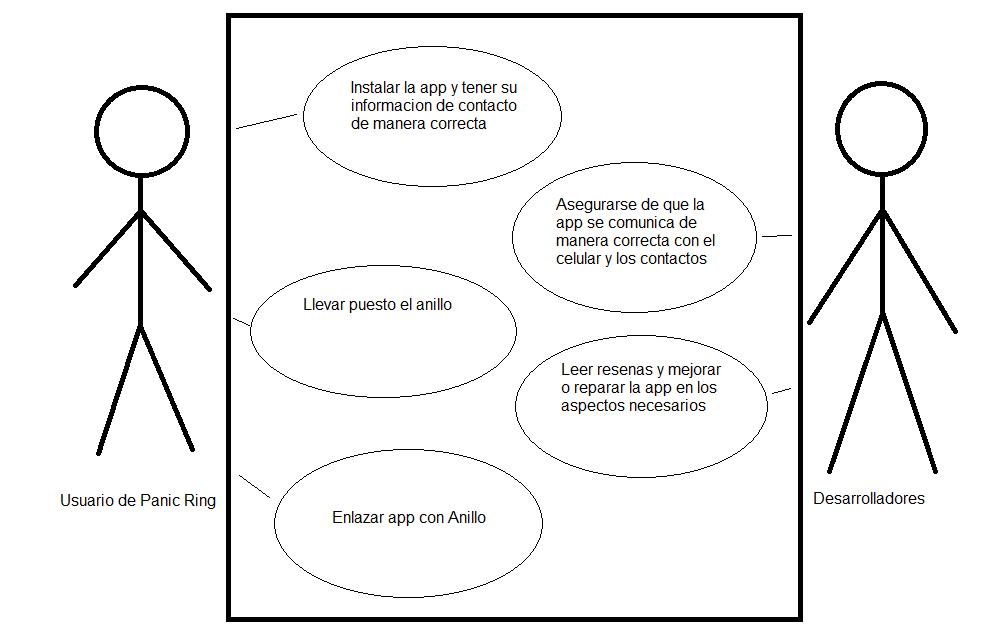 Instalar la app y tener su
informacion de contacto
de manera correcta
Asegurarse de que la
app se comunica de
manera correcta con el
celular y los contactos
Llevar puesto el anillo
Leer resenas y mejorar
o reparar la app en los
aspectos necesarios
Enlazar app con Anillo
Usuario de Panic Ring
Desarrolladores